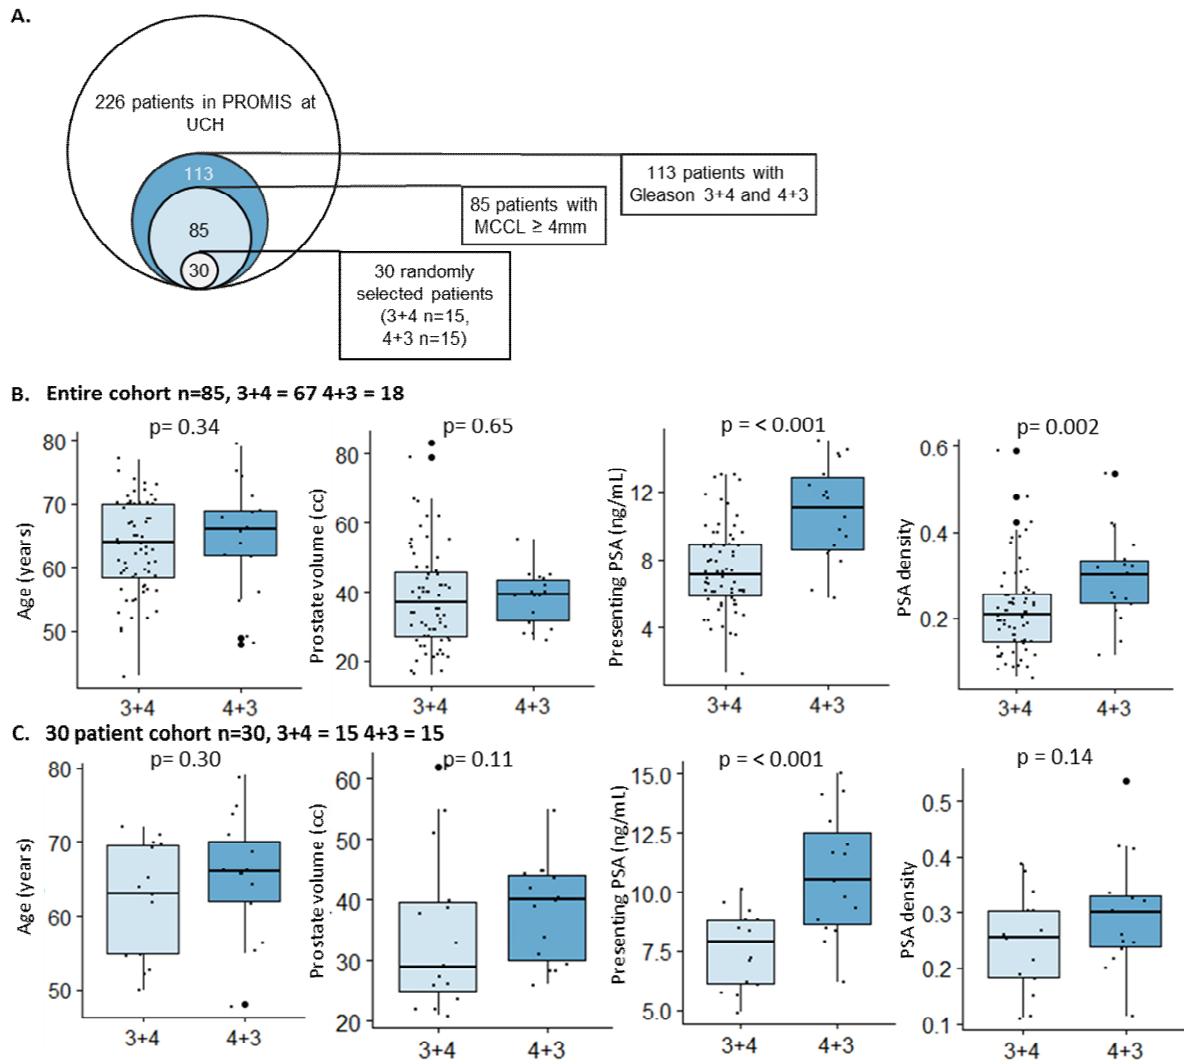 A.
226 patients in PROMIS at
UCH
113
85
30
113 patients with
Gleason 3+4 and 4+3
85 patients with
MCCL ≥ 4mm
30 randomly
selected patients
(3+4 n=15,
4+3 n=15)
B. Entire cohort n=85, 3+4 = 67 4+3 = 18
p= 0.34
Age (years)
80
70
60
50
3+4
4+3
p= 0.65
Prostate volume (cc)
80
60
40
20
3+4
4+3
p = < 0.001
Presenting PSA (ng/mL)
12
8
4
3+4
4+3
p= 0.002
PSA density
0.6
0.4
0.2
3+4
4+3
C. 30 patient cohort n=30, 3+4 = 15 4+3 = 15
p= 0.30
Age (years)
80
70
60
50
3+4
4+3
p= 0.11
Prostate volume (cc)
60
50
40
30
20
3+4
4+3
p = < 0.001
Presenting PSA (ng/mL)
15.0
12.5
10.0
7.5
5.0
3+4
4+3
p = 0.14
PSA density
0.5
0.4
0.3
0.2
0.1
3+4
4+3